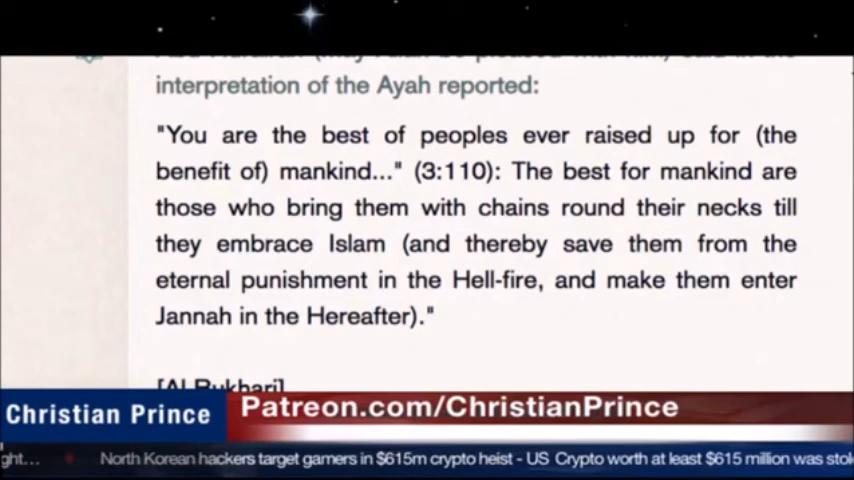 interpretation of the Ayah reported:
"You are the best of peoples ever raised up for (the
benefit of) mankind..." (3:110): The best for mankind are
those who bring them with chains round their necks till
they embrace Islam (and thereby save them from the
eternal punishment in the Hell-fire, and make them enter
Jannah in the Hereafter)."
[Al-Bukhari]
Christian Prince
Patreon.com/ChristianPrince
ght... North Korean hackers target gamers in $615m crypto heist - US Crypto worth at least $615 million was stol